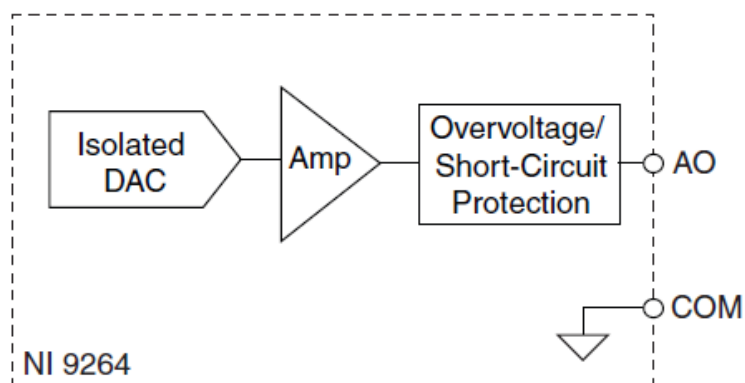 Isolated
DAC
Amp
Overvoltage/
Short-Circuit
Protection
AO
COM
NI 9264